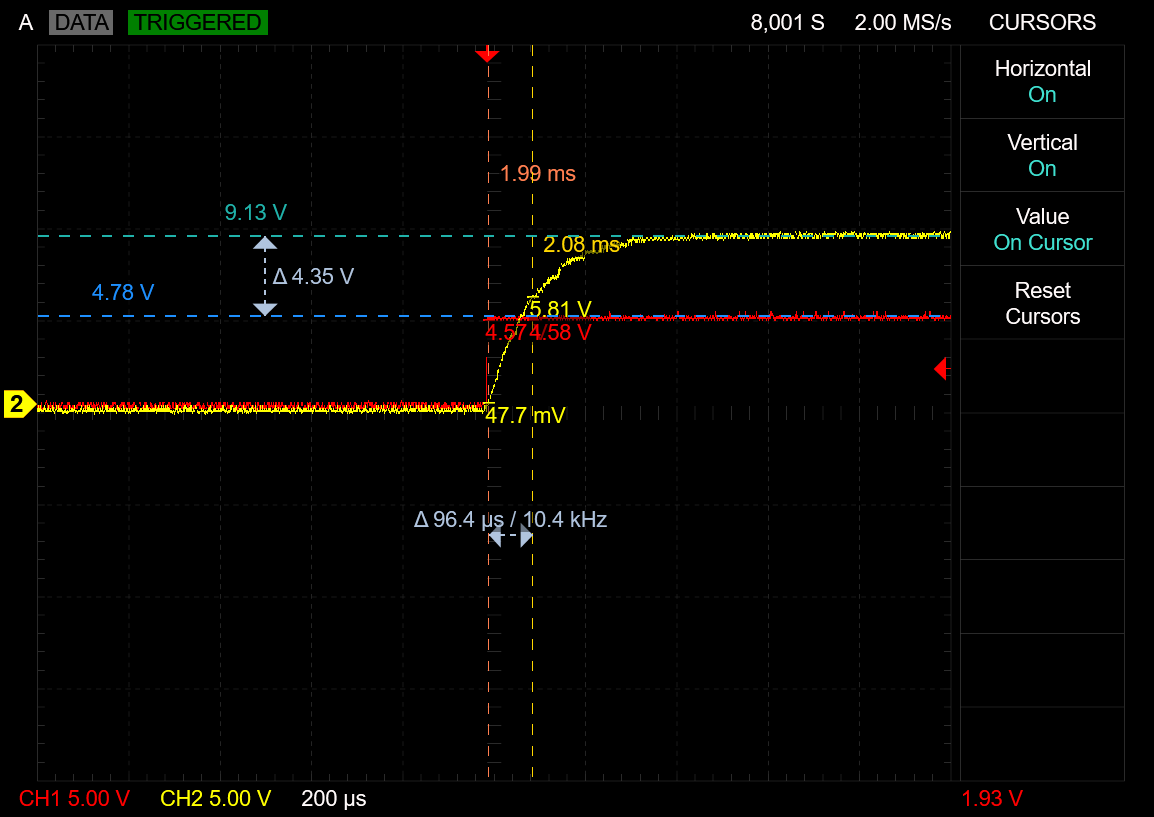 A DATA TRIGGERED 8,001 S 2.00 MS/s CURSORS
Horizontal
On
Vertical
On
1.99 ms
9.13 V
Value
On Cursor
2.08 ms
Δ 4.35 V
4.78 V
Reset
Cursors
5.81 V
4.57 4.58 V
2
47.7 mV
Δ 96.4 µs / 10.4 kHz
CH1 5.00 V CH2 5.00 V 200 µs 1.93 V